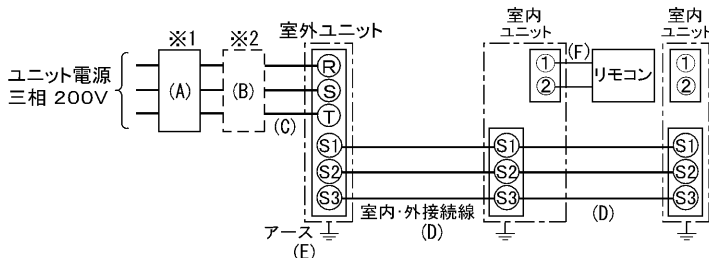 ※1
※2
室外ユニット
室内
ユニット
室内
ユニット
ユニット電源
三相 200V
(A)
(B)
(C)
R
S
T
① (F) リモコン
②
①
②
S1
S2
S3
S1
S2
S3
S1
S2
S3
室内・外接続線
(D)
(D)
アース
(E)